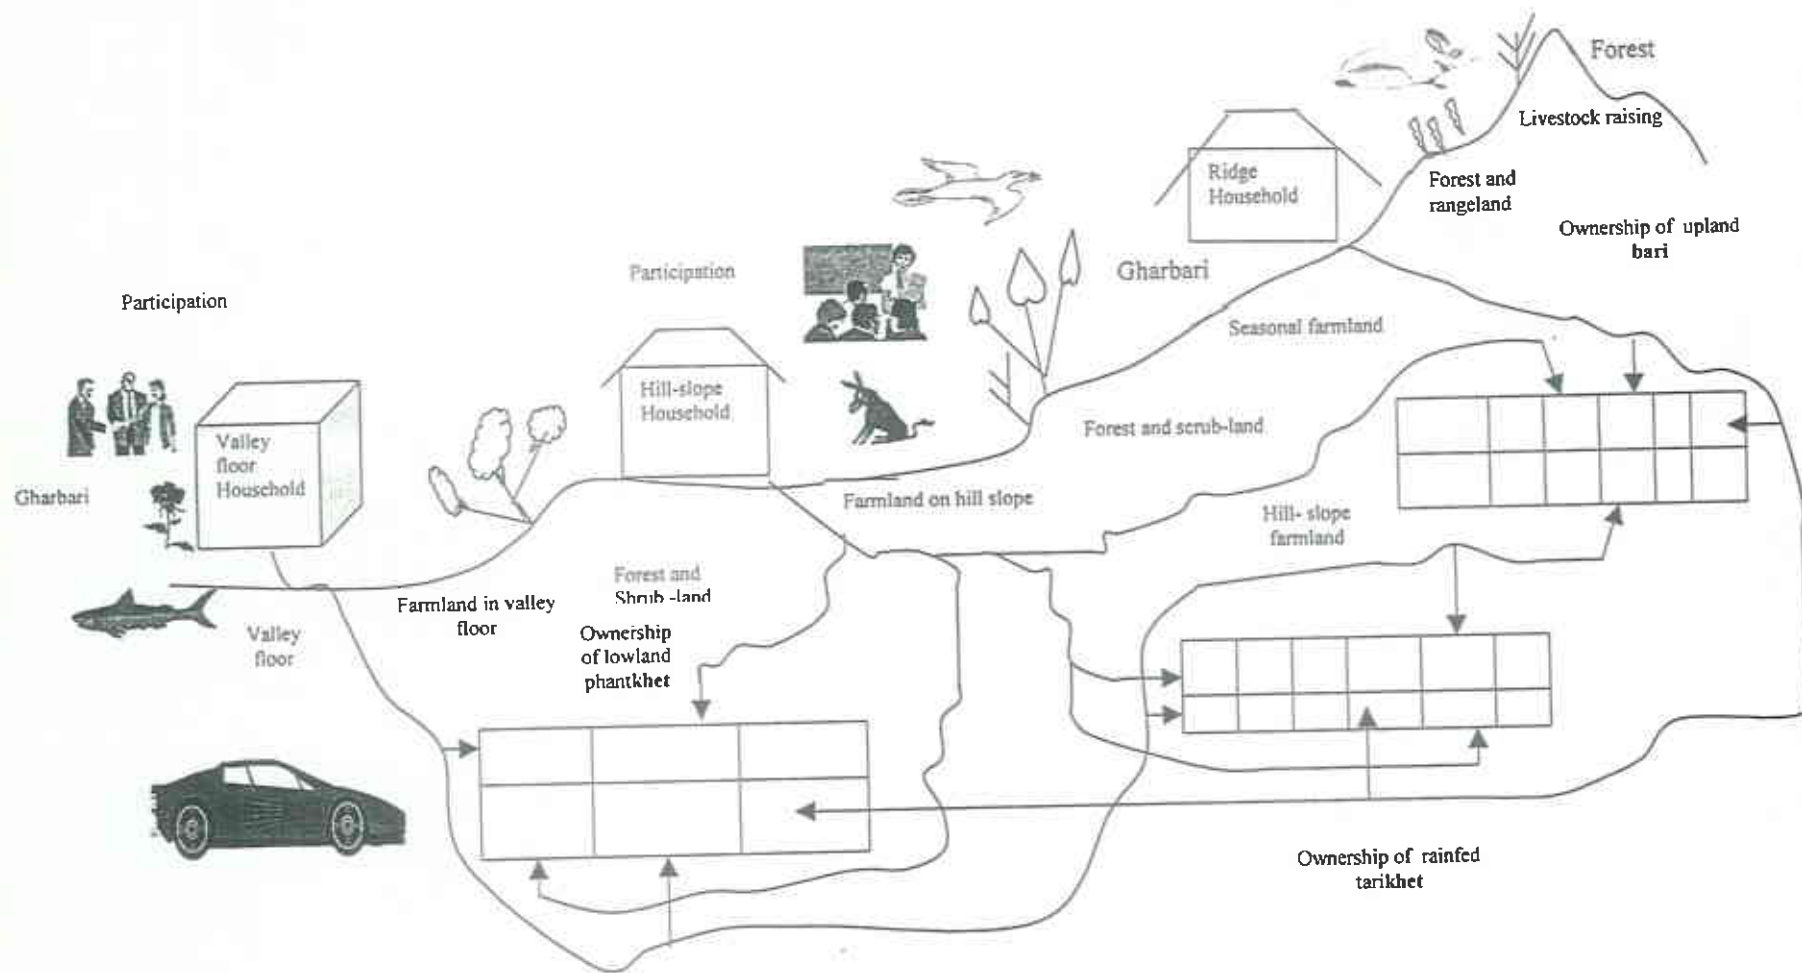 Forest
Livestock raising
Ridge
Household
Forest and
rangeland
Ownership of upland
bari
Participation
Gharbari
Participation
Seasonal farmland
Hill-slope
Household
Forest and scrub-land
Valley
floor
Household
Gharbari
Farmland on hill slope
Hill- slope
farmland
Forest and
Shrub -land
Farmland in valley
floor
Valley
floor
Ownership
of lowland
phantkhet
Ownership of rainfed
tarikhet